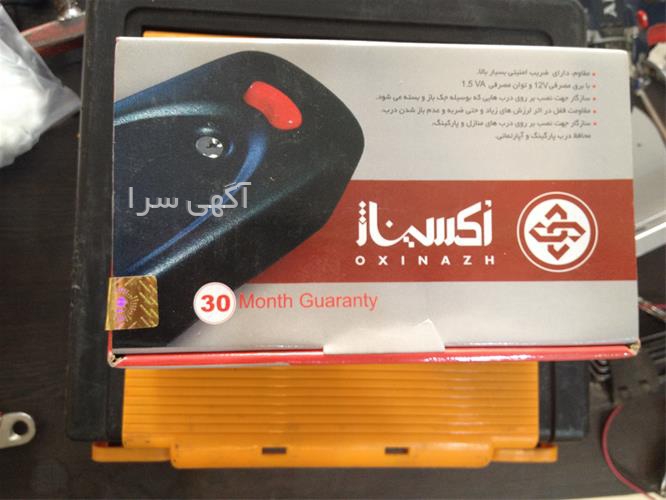 مقاوم، دارای ضریب امنیتی بسیار بالا.
با برق مصرفی 12V و توان مصرفی 1.5 VA
سازگار جهت نصب بر روی درب هایی که بوسیله جک باز و بسته می شود.
مقاومت قفل در اثر لرزش های زیاد و حتی ضربه و عدم باز شدن درب.
سازگار جهت نصب بر روی درب های منازل و پارکینگ.
محافظ درب پارکینگ و آپارتمانی.
آگهی سرا
اکسیناژ
OXINAZH
30 Month Guaranty